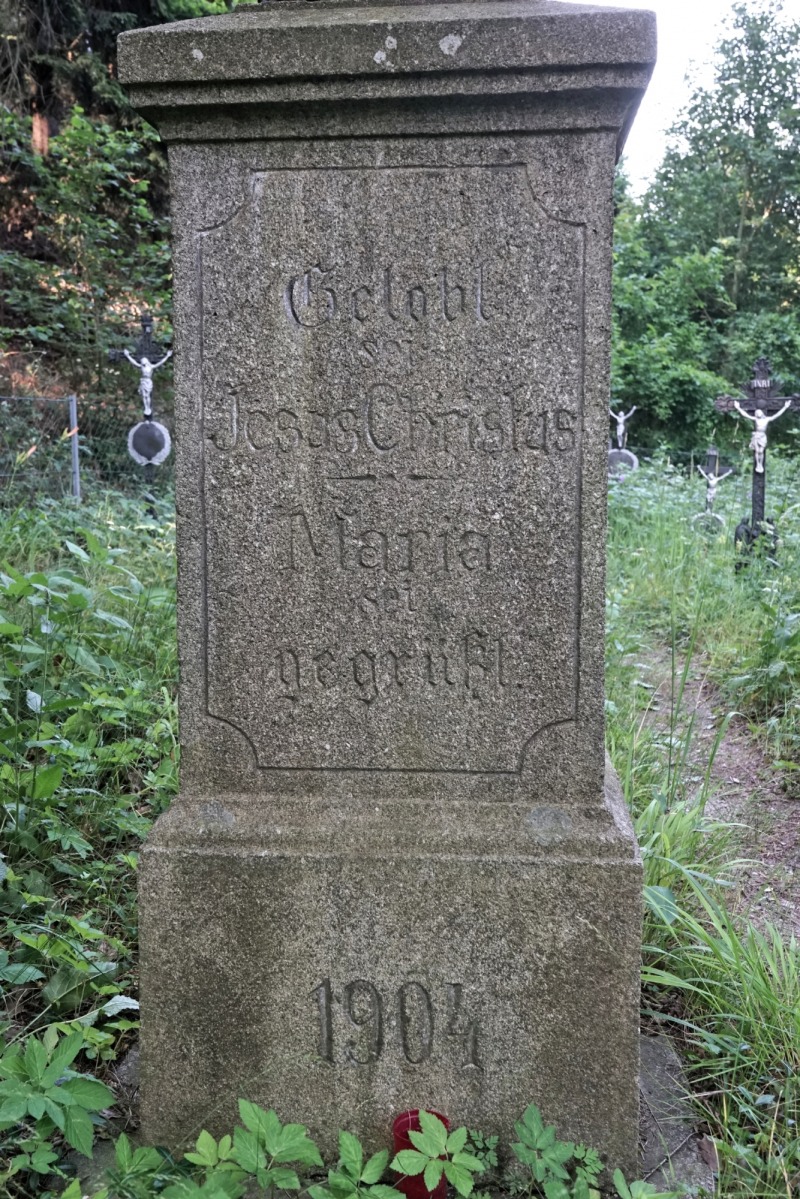 Gelobt
sei
Jesus Christus
Maria
sei
gegrüßt.
1904